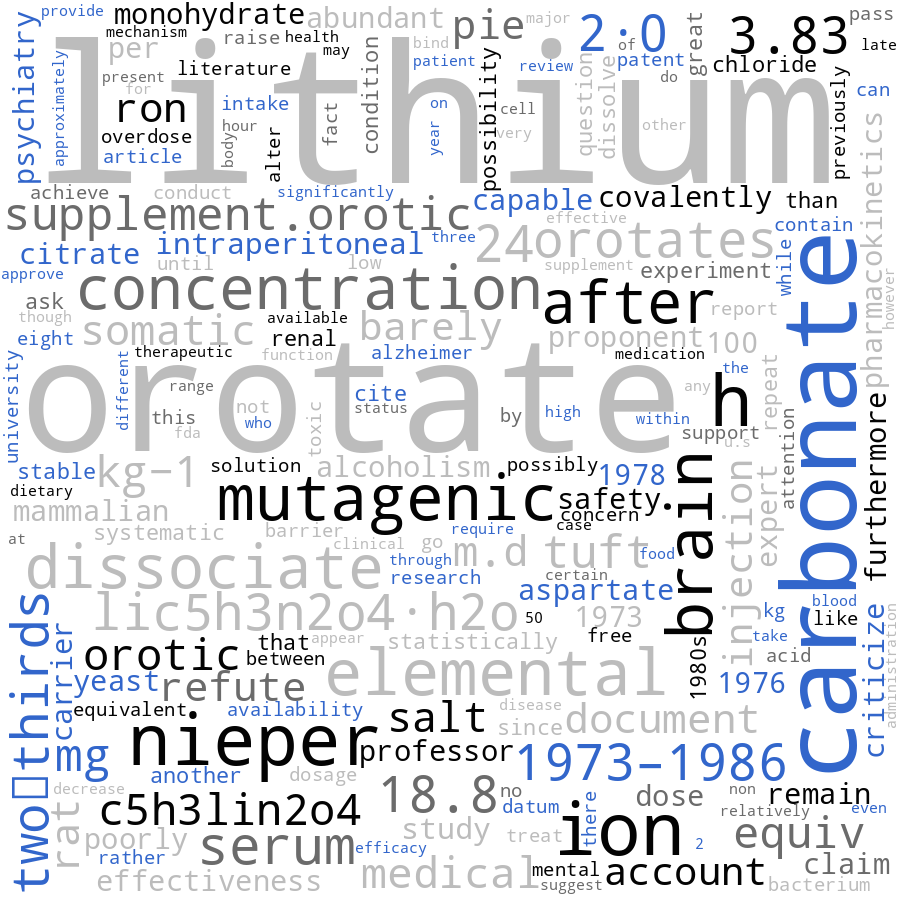 provide
monohydrate
abundant
pie
major
2:0
of
3.83
pass
mechanism
raise
health
per
may
bind
great
late
psychiatry
approximately
present
literature
patient
review
patent
chloride
for
lithium
do
can
ron
intake
hour
fact
condition
on
cell
question
dissolve
other
previously
overdose
body
alter
year
possibility
very
article
achieve
conduct
significantly
capable
covalently
than
pharmacokinetics
supplement.orotic
effective
contain
citrate
intraperitoneal
three
24orotates
while
approve
until
low
supplement
experiment
however
ask
concentration
after
report
though
available
carbonate
eight
somatic
renal
barely
proponent
100
therapeutic
function
alzheimer
medication
university
different
orotate
the
repeat
range
cite
any
h
this
not
status
by
high
within
who
fda
toxic
support
u.s
attention
furthermore
stable
kg−1
solution
alcoholism
possibly
1978
dietary
mutagenic
safety.
brain
injection
expert
mammalian
concern
case
systematic
barrier
require
at
clinical
go
m.d
tuft
food
dissociate
through
research
certain
aspartate
lic5h3n2o4·h2o
50
1973
kg
blood
two▯thirds
carrier
like
criticize
administration
orotic
that
appear
statistically
free
take
between
1980s
acid
yeast
refute
elemental
1976
equivalent
availability
salt
disease
since
document
mg
nieper
professor
1973−1986
another
dosage
decrease
18.8
no
datum
dose
non
remain
c5h3lin2o4
relatively
even
rat
poorly
study
treat
ion
there
2
equiv
rather
serum
efficacy
claim
effectiveness
medical
mental
account
suggest
bacterium